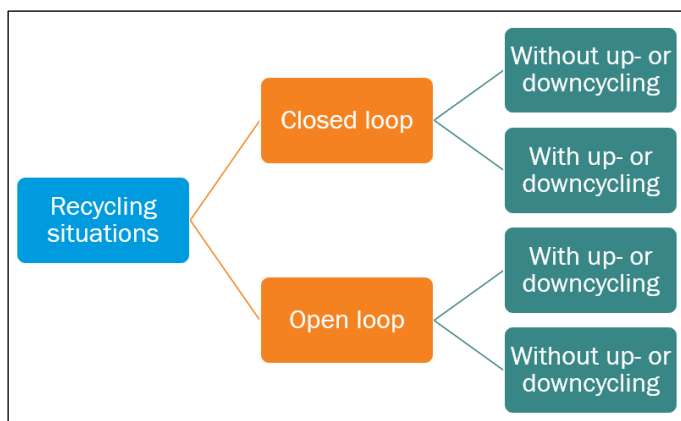 Recycling
situations
Closed loop
Open loop
Without up- or
downcycling
With up- or
downcycling
With up- or
downcycling
Without up- or
downcycling